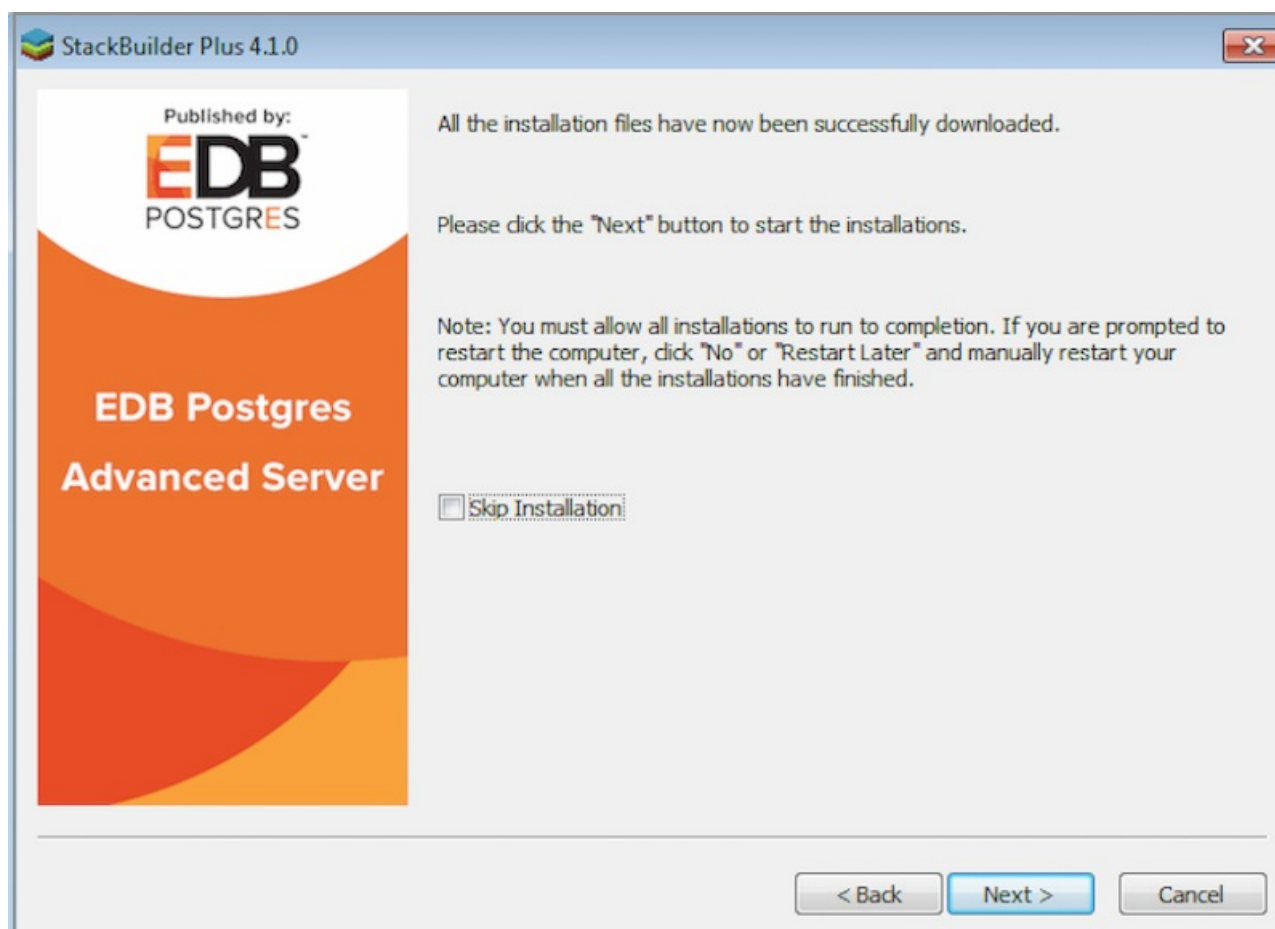 StackBuilder Plus 4.1.0
Published by:
EDB™
POSTGRES
EDB Postgres
Advanced Server
All the installation files have now been successfully downloaded.
Please click the "Next" button to start the installations.
Note: You must allow all installations to run to completion. If you are prompted to
restart the computer, click "No" or "Restart Later" and manually restart your
computer when all the installations have finished.
Skip Installation
< Back
Next >
Cancel